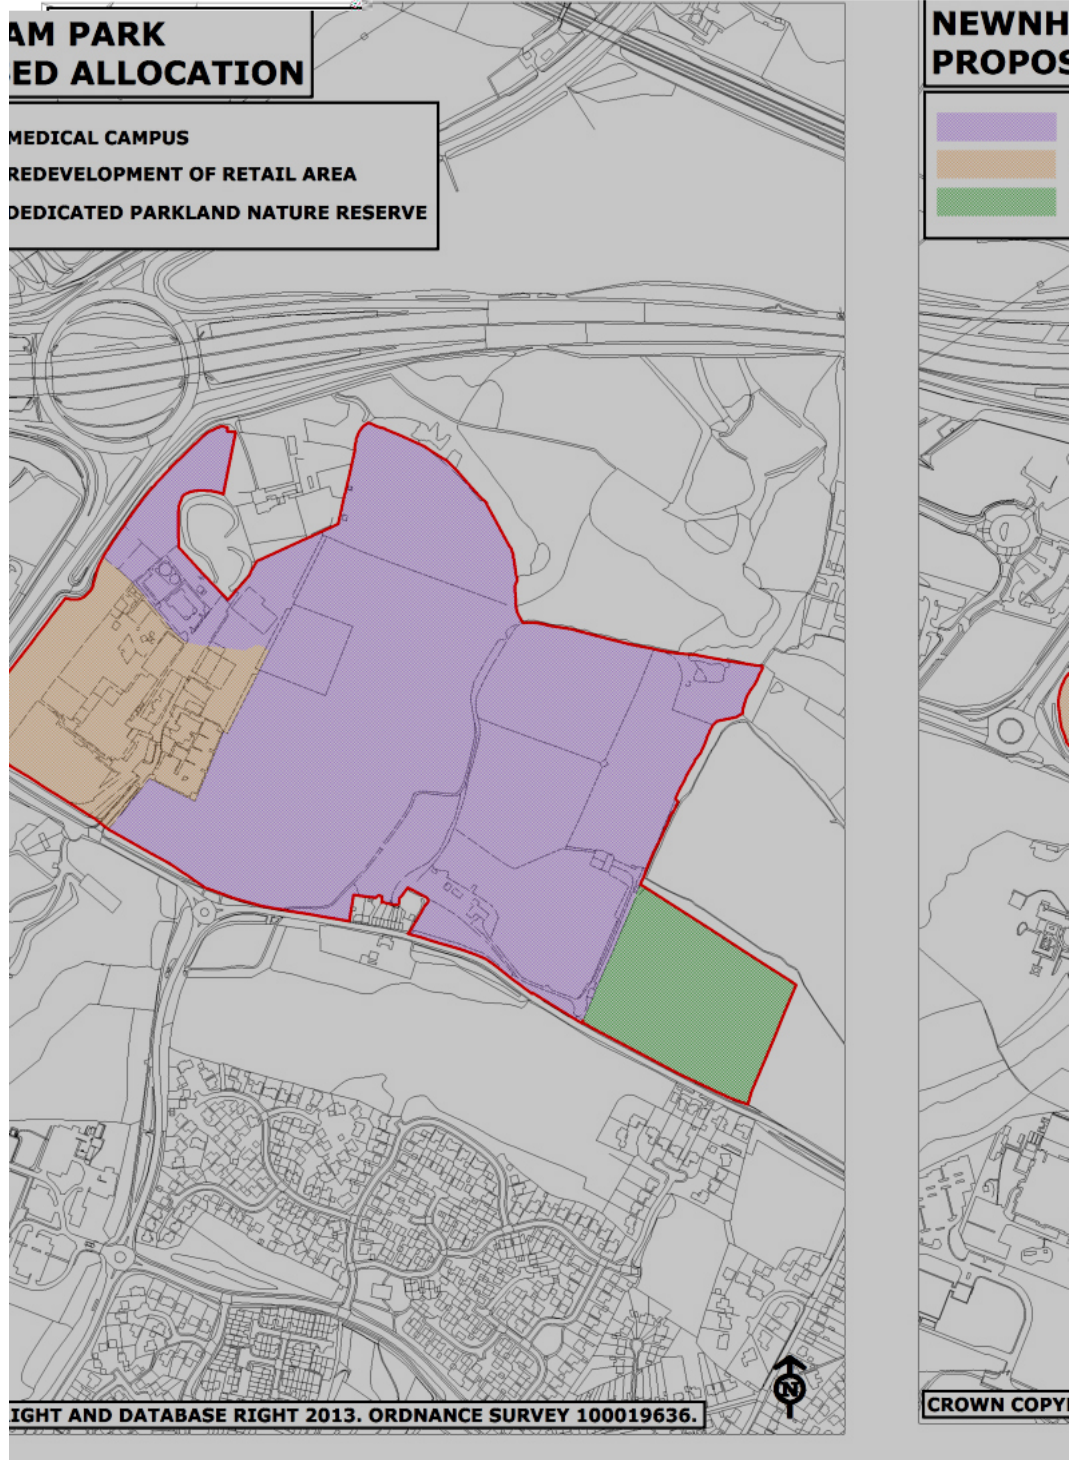 AM PARK
ED ALLOCATION
MEDICAL CAMPUS
REDEVELOPMENT OF RETAIL AREA
DEDICATED PARKLAND NATURE RESERVE
N
IGHT AND DATABASE RIGHT 2013. ORDNANCE SURVEY 100019636.
NEWNH
PROPOS
CROWN COPY